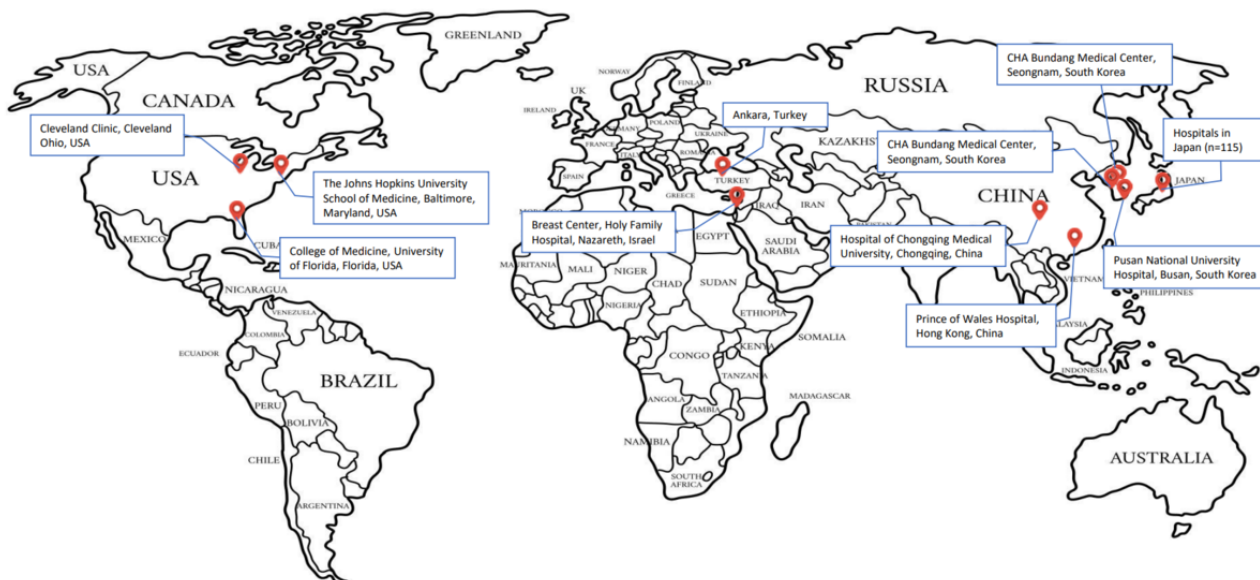 GREENLAND
USA
CANADA
Cleveland Clinic, Cleveland
Ohio, USA
USA
The Johns Hopkins University
School of Medicine, Baltimore,
Maryland, USA
College of Medicine, University
of Florida, Florida, USA
MEXICO
CUBA
NICARAGUA
VENEZUELA
COLOMBIA
ECUADOR
BRAZIL
PERU
BOLIVIA
CHILE
ARGENTINA
NORWAY
FINLAND
UK
IRELAND
POLAND
GERMANY
UKRAINE
FRANCE
ITALY
ROMANIA
SPAIN
GREECE
TURKEY
Ankara, Turkey
RUSSIA
KAZAKHST
CHA Bundang Medical Center,
Seongnam, South Korea
CHA Bundang Medical Center,
Seongnam, South Korea
Hospitals in
Japan (n=115)
JAPAN
CHINA
IRAQ
IRAN
Breast Center, Holy Family
Hospital, Nazareth, Israel
EGYPT
SAUDI
ARABIA
Hospital of Chongqing Medical
University, Chongqing, China
Pusan National University
Hospital, Busan, South Korea
Prince of Wales Hospital,
Hong Kong, China
VIETNAM
PHILIPPINES
ALAYSIA
INDONESIA
MAURITANIA
MALI
NIGER
CHAD
SUDAN
NIGERIA
ETHIOPIA
SOMALIA
KENYA
CONGO
TANZANIA
ANGOLA
ZAMBIA
MADAGASCAR
NAMIBIA
SOUTH
AFRICA
AUSTRALIA